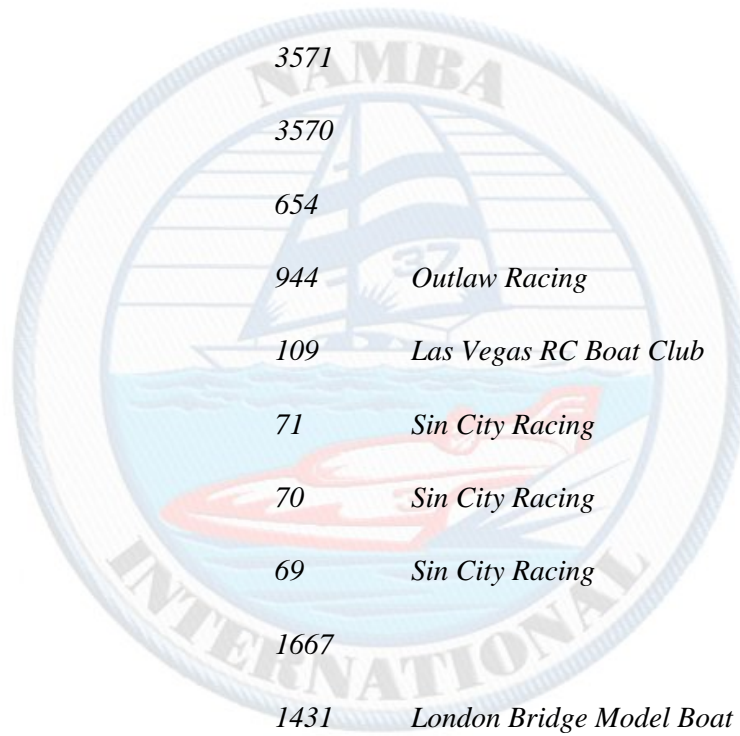 NAMBA
3571
3570
654
37
944 Outlaw Racing
109 Las Vegas RC Boat Club
71 Sin City Racing
70 Sin City Racing
69 Sin City Racing
1667
INTERNATIONAL
1431 London Bridge Model Boat